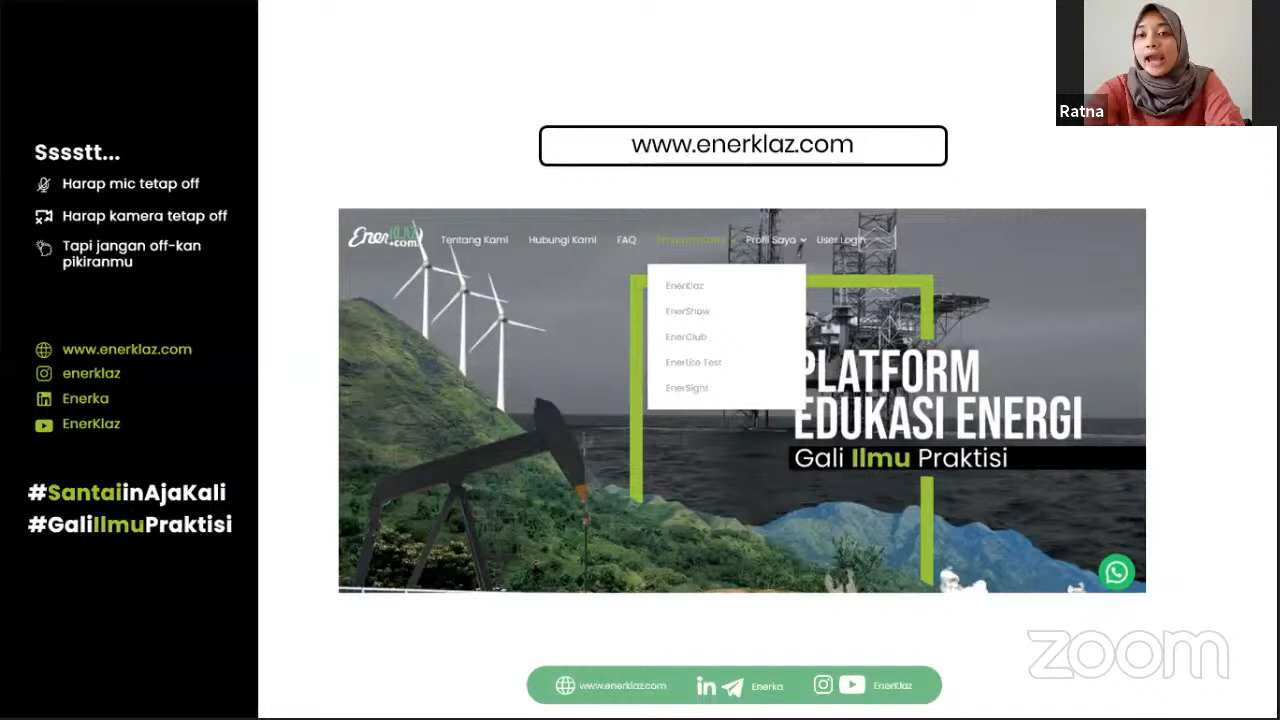 Sssstt...
Harap mic tetap off
Harap kamera tetap off
Tapi jangan off-kan
pikiranmu
www.enerklaz.com
enerklaz
Enerka
EnerKlaz
#SantaiinAjaKali
#GaliIlmuPraktisi
Ratna
www.enerklaz.com
EnerKlaz
.com
Tentang Kami
Hubungi Kami
FAQ
Profil Saya
User Login
EnerKlaz
EnerShow
EnerClub
EnerLite Test
EnerSight
PLATFORM
EDUKASI ENERGI
Gali Ilmu Praktisi
zoom
www.enerklaz.com
Enerka
EnerKlaz